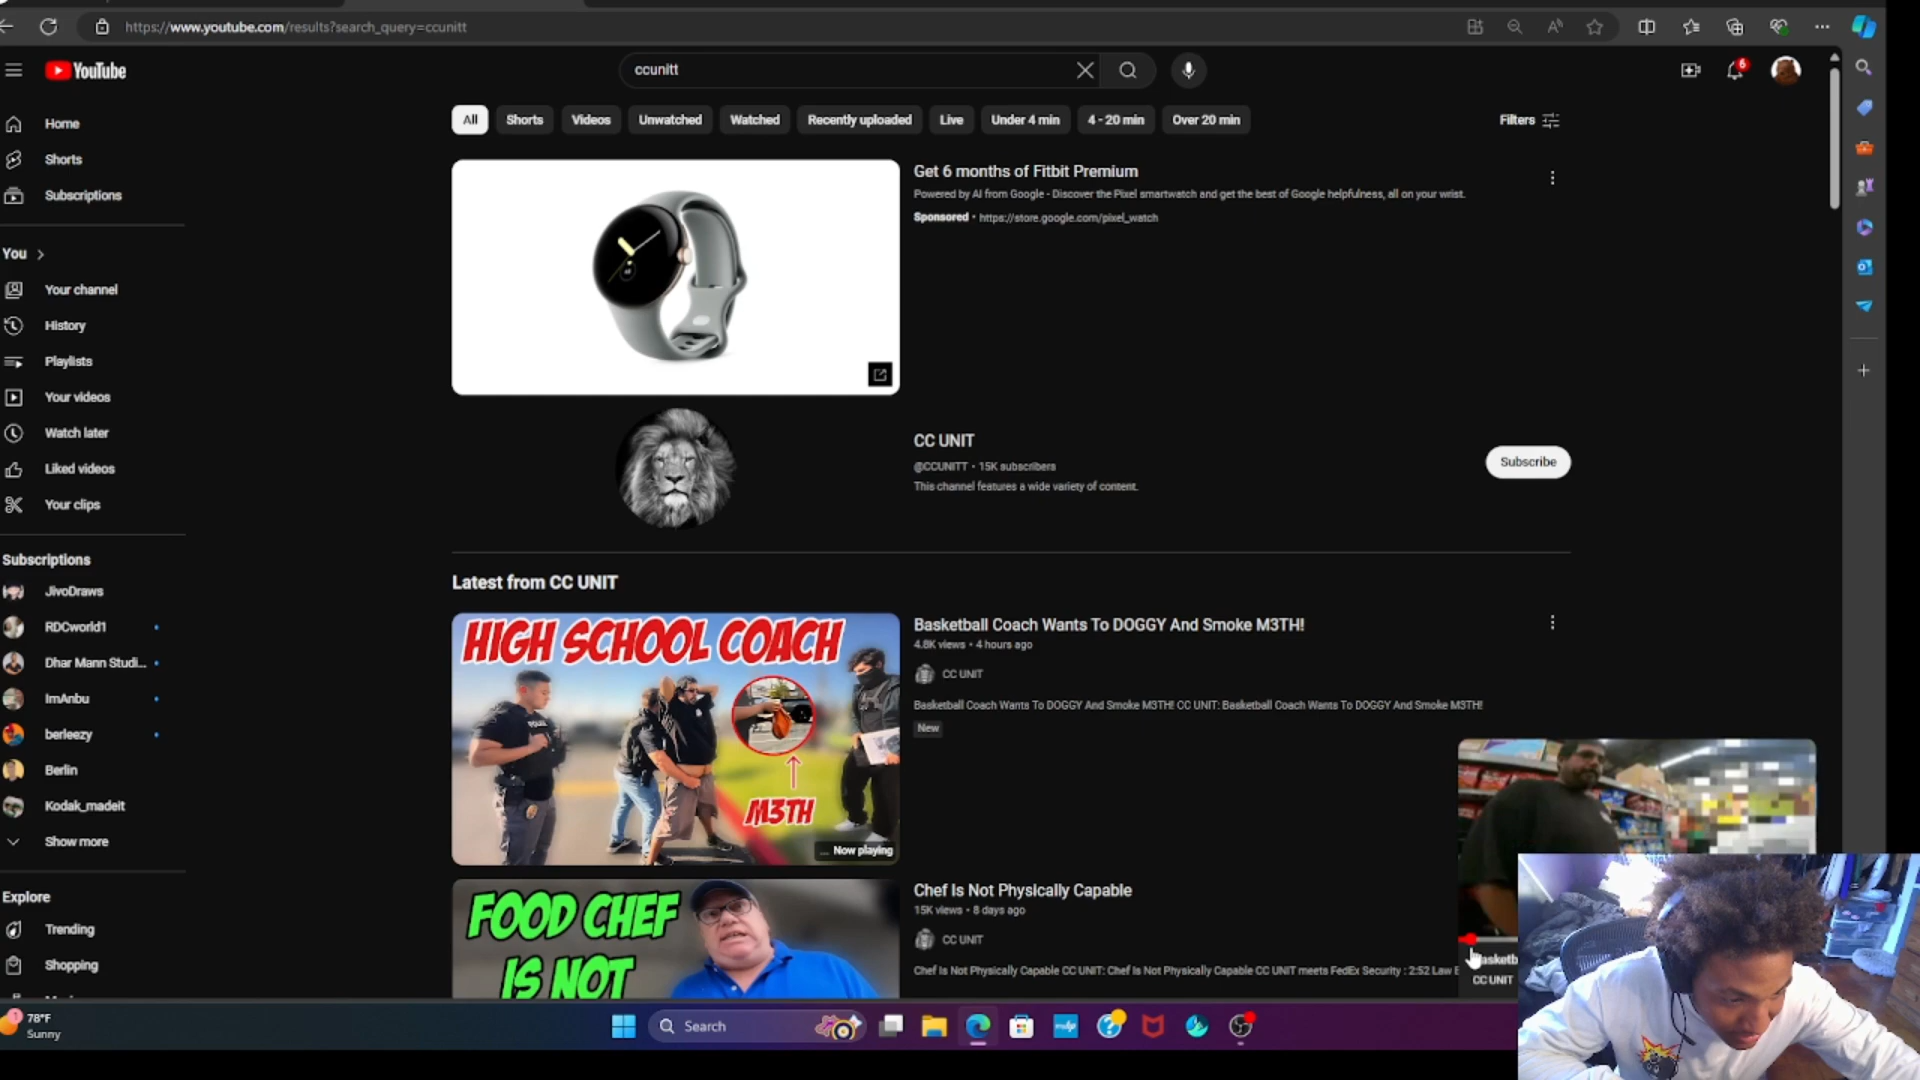 https://www.youtube.com/results?search_query=ccunitt
YouTube
ccunitt
6
Home
Shorts
Subscriptions
You
Your channel
History
Playlists
Your videos
Watch later
Liked videos
Your clips
Subscriptions
JivoDraws
RDCworld1
Dhar Mann Studi...
ImAnbu
berleezy
Berlin
Kodak_madeit
Show more
Explore
Trending
Shopping
All
Shorts
Videos
Unwatched
Watched
Recently uploaded
Live
Under 4 min
4 - 20 min
Over 20 min
Filters
Get 6 months of Fitbit Premium
Powered by AI from Google - Discover the Pixel smartwatch and get the best of Google helpfulness, all on your wrist.
Sponsored • https://store.google.com/pixel_watch
CC UNIT
@CCUNITT • 15K subscribers
This channel features a wide variety of content.
Subscribe
Latest from CC UNIT
HIGH SCHOOL COACH
M3TH
... Now playing
Basketball Coach Wants To DOGGY And Smoke M3TH!
4.8K views • 4 hours ago
CC UNIT
Basketball Coach Wants To DOGGY And Smoke M3TH! CC UNIT: Basketball Coach Wants To DOGGY And Smoke M3TH!
New
FOOD CHEF
IS NOT
Chef Is Not Physically Capable
15K views • 8 days ago
CC UNIT
Chef Is Not Physically Capable CC UNIT: Chef Is Not Physically Capable CC UNIT meets FedEx Security : 2:52 Law E
CC UNIT
1
78°F
Sunny
Search